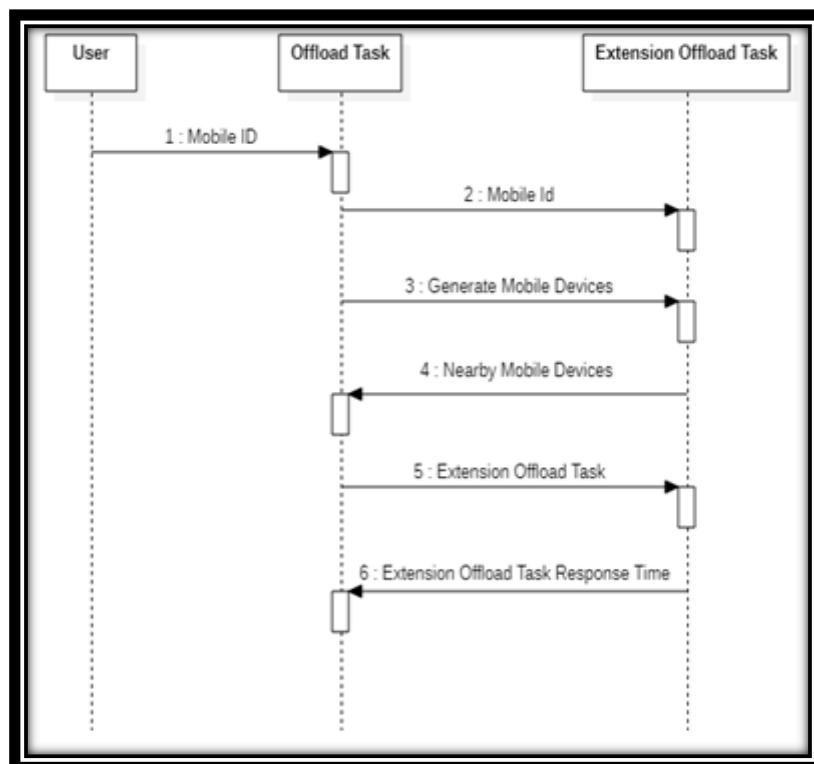 User
Offload Task
Extension Offload Task
1 : Mobile ID
2 : Mobile Id
3 : Generate Mobile Devices
4 : Nearby Mobile Devices
5 : Extension Offload Task
6 : Extension Offload Task Response Time